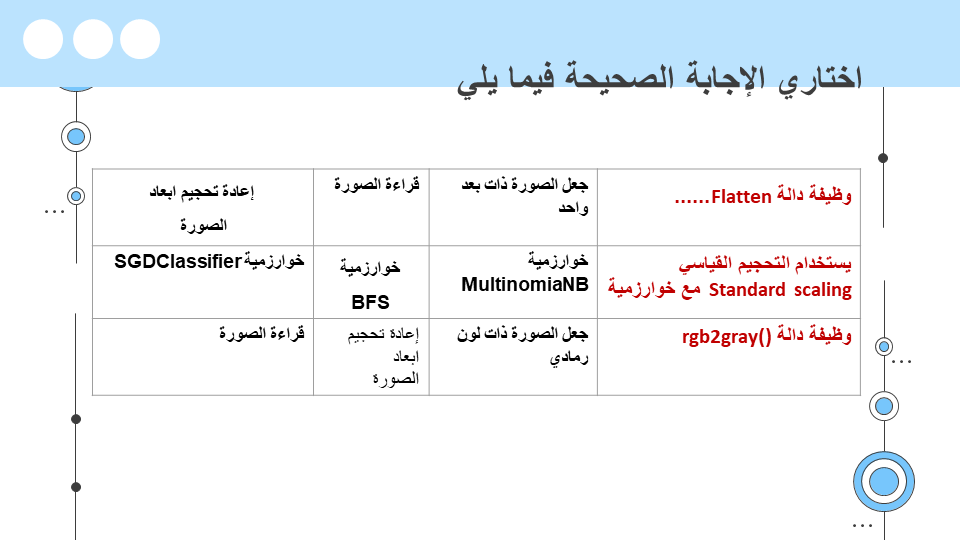 اختاري الإجابة الصحيحة فيما يلي
وظيفة دالة Flatten......
جعل الصورة ذات بعد
واحد
قراءة الصورة
إعادة تحجيم ابعاد
الصورة
يستخدام التحجيم القياسي
Standard scaling مع خوارزمية
خوارزمية
MultinomiaNB
خوارزمية
BFS
خوارزمية SGDClassifier
وظيفة دالة rgb2gray()
جعل الصورة ذات لون
رمادي
إعادة تحجيم
ابعاد
الصورة
قراءة الصورة